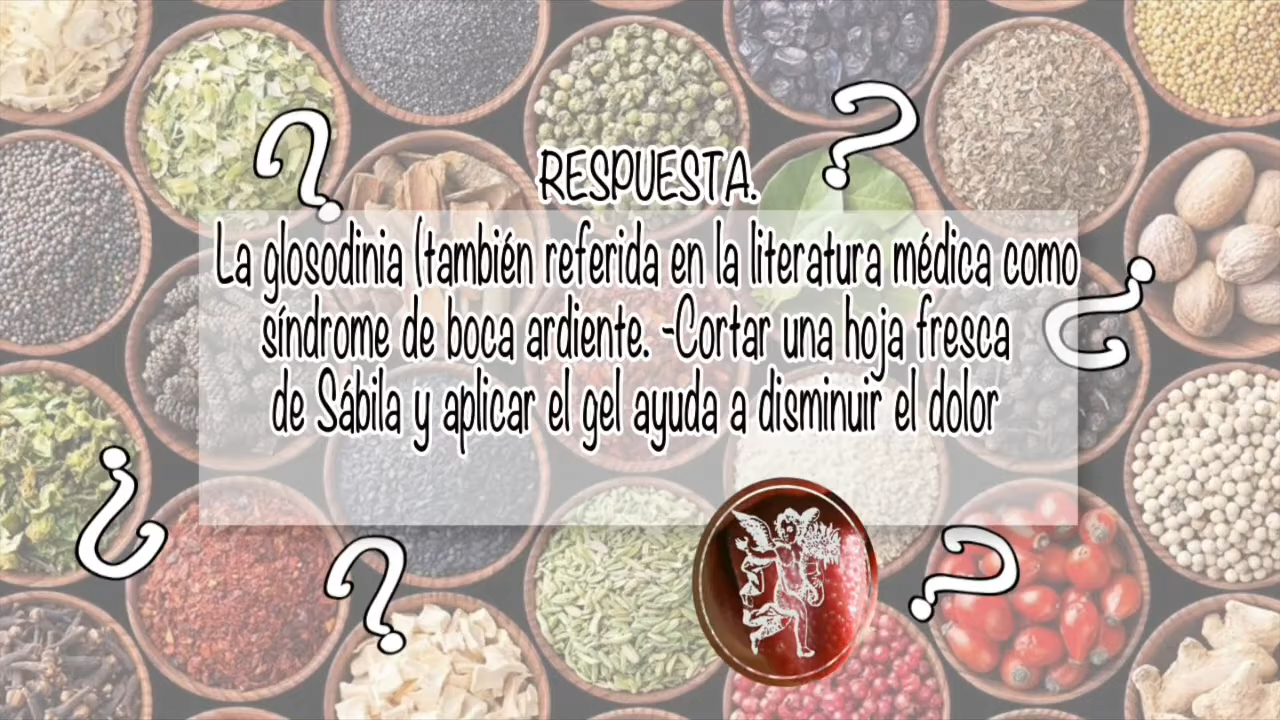 RESPUESTA.
La glosodinia (también referida en la literatura médica como
síndrome de boca ardiente. -Cortar una hoja fresca
de Sábila y aplicar el gel ayuda a disminuir el dolor